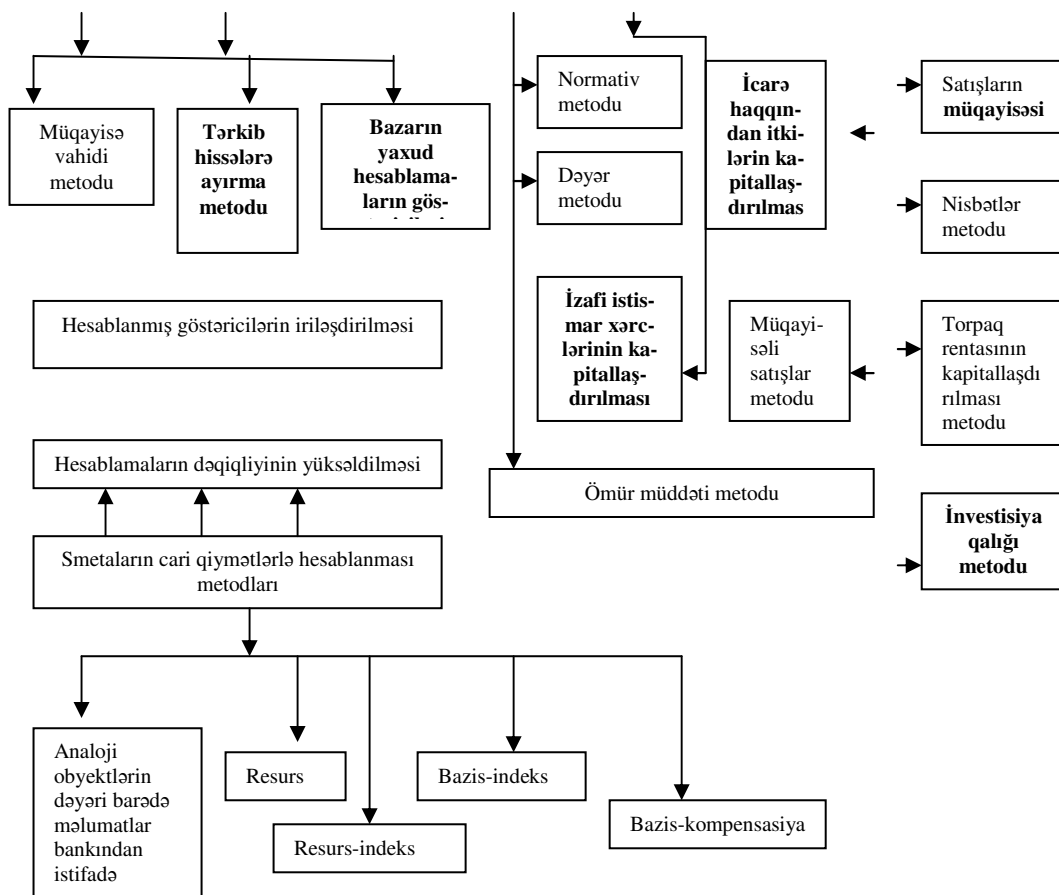 Müqayisə
vahidi
metodu
Tərkib
hissələrə
ayırma
metodu
Bazarın
yaxud
hesablama-
ların gös-
Normativ
metodu
Dəyər
metodu
İcarə
haqqın-
dan itki-
lərin ka-
pitallaş-
dırılmas
Satışların
müqayisəsi
Nisbətlər
metodu
Hesablanmış göstəricilərin iriləşdirilməsi
İzafi istis-
mar xərc-
lərinin ka-
pitallaş-
dırılması
Müqayi-
səli
satışlar
metodu
Torpaq
rentasının
kapitallaşdı
rılması
metodu
Hesablamaların dəqiqliyinin yüksəldilməsi
Ömür müddəti metodu
Smetaların cari qiymətlərlə hesablanması
metodları
İnvestisiya
qalığı
metodu
Analoji
obyektlərin
dəyəri barədə
məlumatlar
bankından
istifadə
Resurs
Resurs-indeks
Bazis-indeks
Bazis-kompensasiya